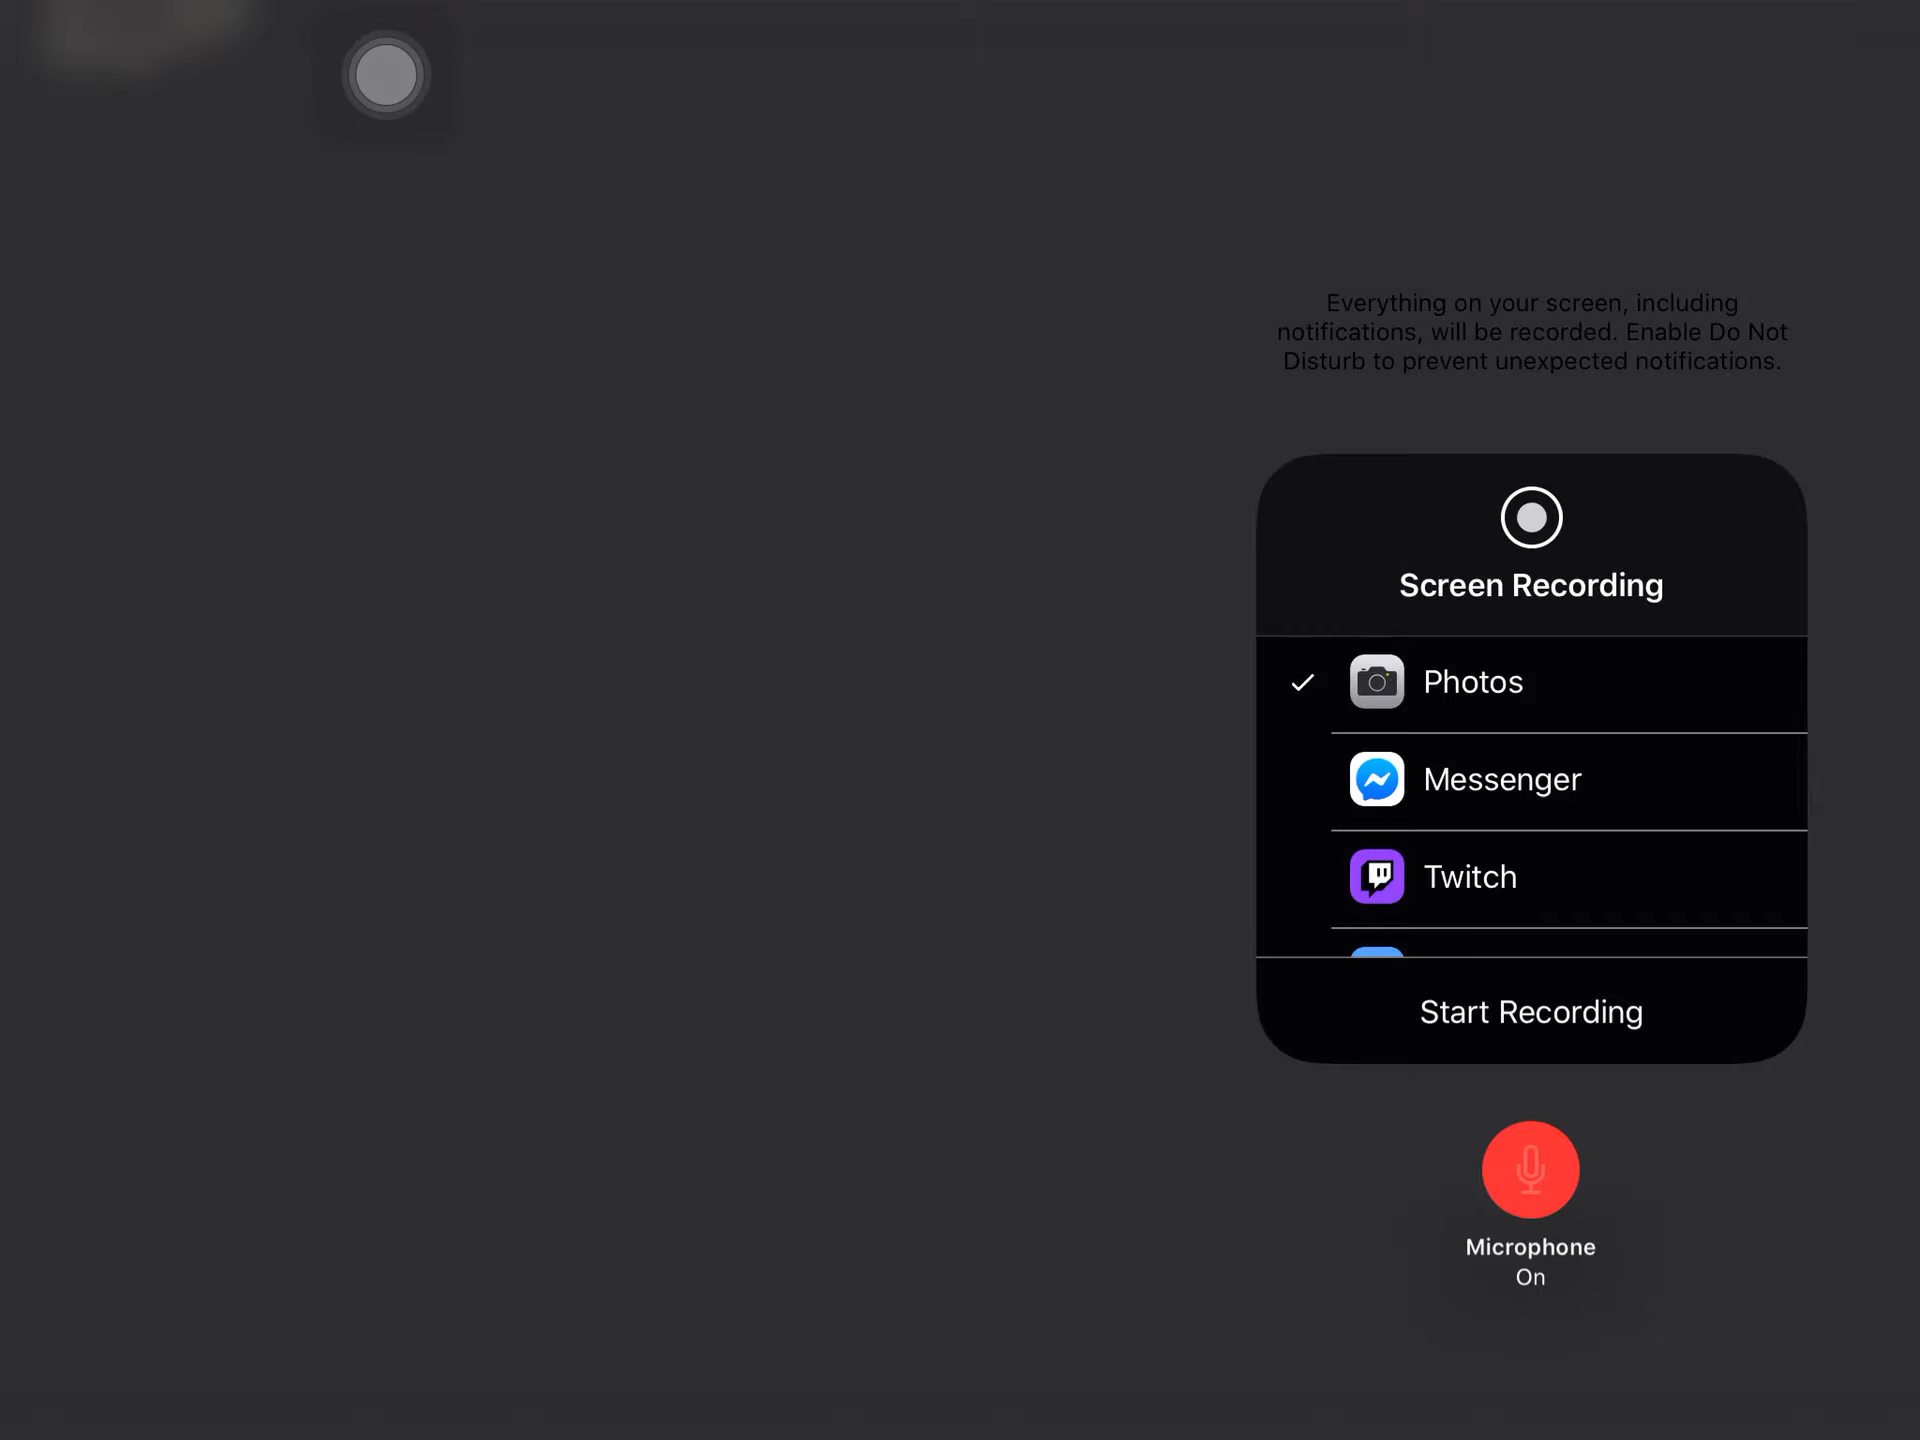 Everything on your screen, including
notifications, will be recorded. Enable Do Not
Disturb to prevent unexpected notifications.
Screen Recording
Photos
Messenger
Twitch
Start Recording
Microphone
On